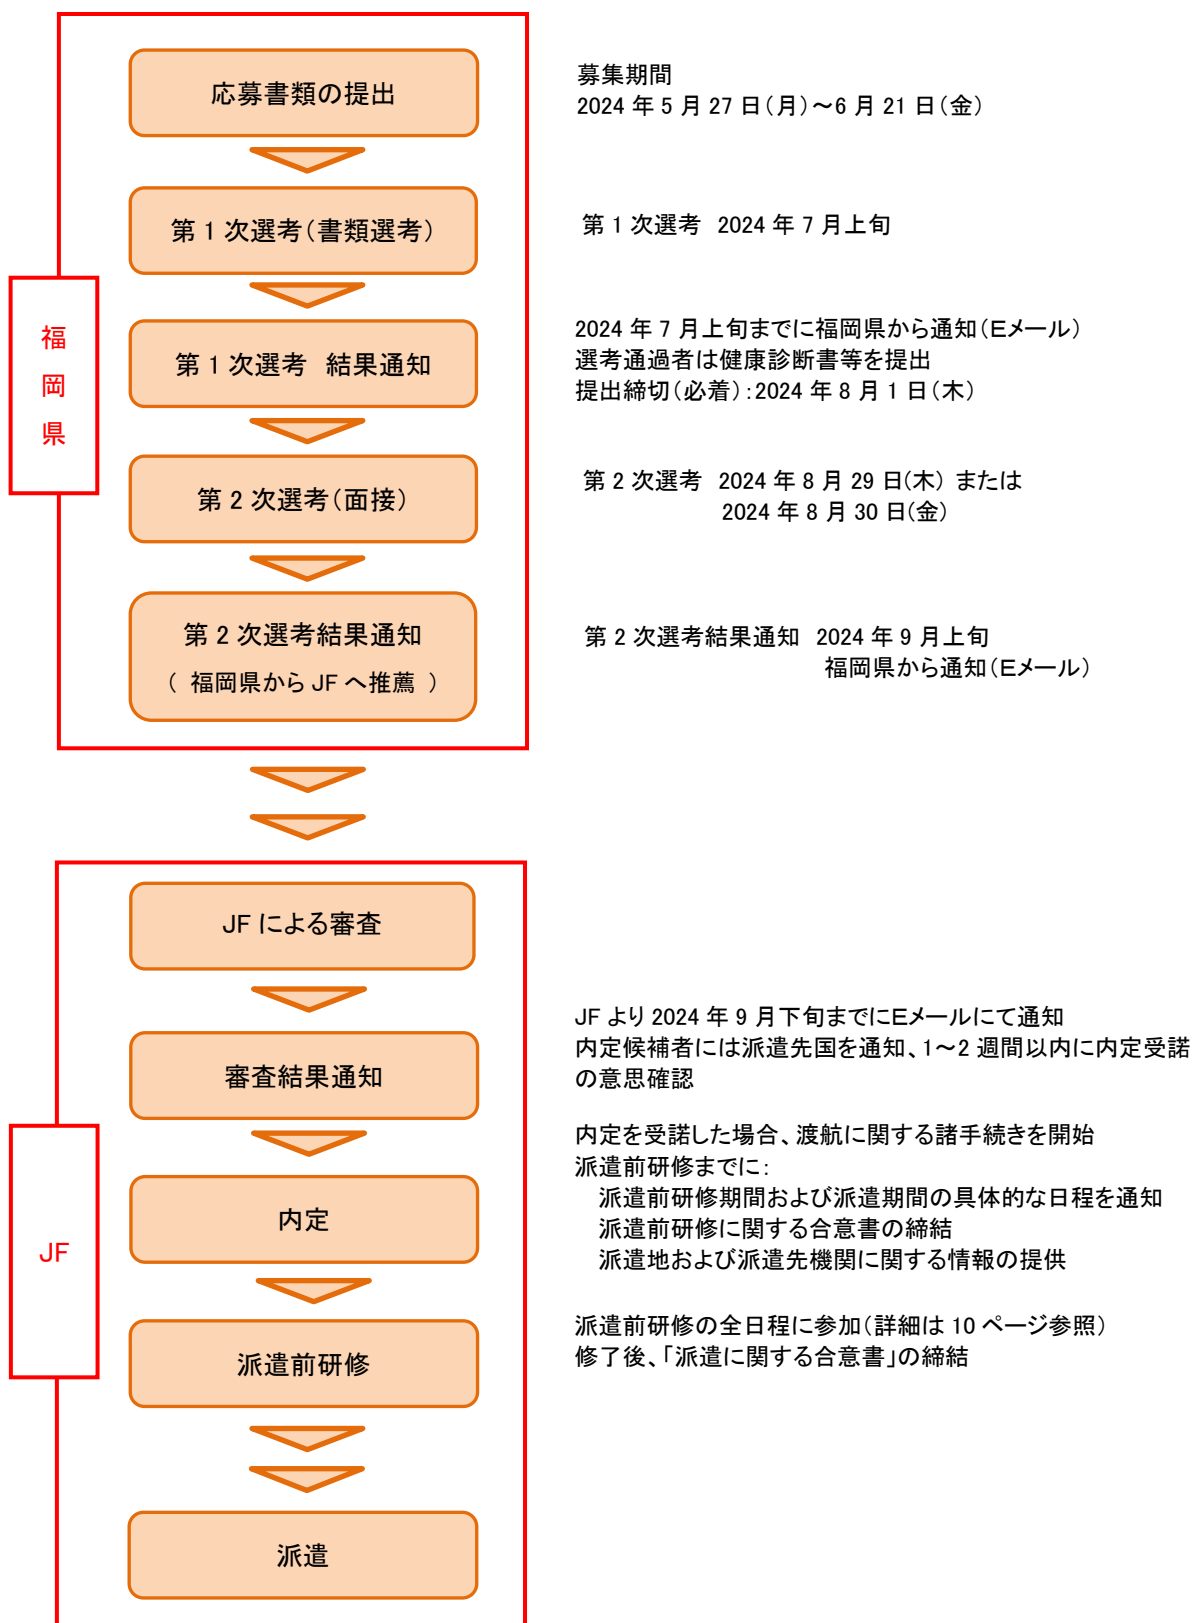 応募書類の提出
募集期間
2024 年 5 月 27 日（月）～6 月 21 日（金）
第 1 次選考（書類選考）
第 1 次選考 2024 年 7 月上旬
福
岡
県
第 1 次選考 結果通知
2024 年 7 月上旬までに福岡県から通知（Eメール）
選考通過者は健康診断書等を提出
提出締切（必着）：2024 年 8 月 1 日（木）
第 2 次選考（面接）
第 2 次選考 2024 年 8 月 29 日(木) または
2024 年 8 月 30 日(金)
第 2 次選考結果通知
（ 福岡県から JF へ推薦 ）
第 2 次選考結果通知 2024 年 9 月上旬
福岡県から通知（Eメール）
JF による審査
審査結果通知
JF より 2024 年 9 月下旬までにEメールにて通知
内定候補者には派遣先国を通知、1～2 週間以内に内定受諾
の意思確認
JF
内定
内定を受諾した場合、渡航に関する諸手続きを開始
派遣前研修までに：
派遣前研修期間および派遣期間の具体的な日程を通知
派遣前研修に関する合意書の締結
派遣地および派遣先機関に関する情報の提供
派遣前研修
派遣前研修の全日程に参加（詳細は 10 ページ参照）
修了後、「派遣に関する合意書」の締結
派遣